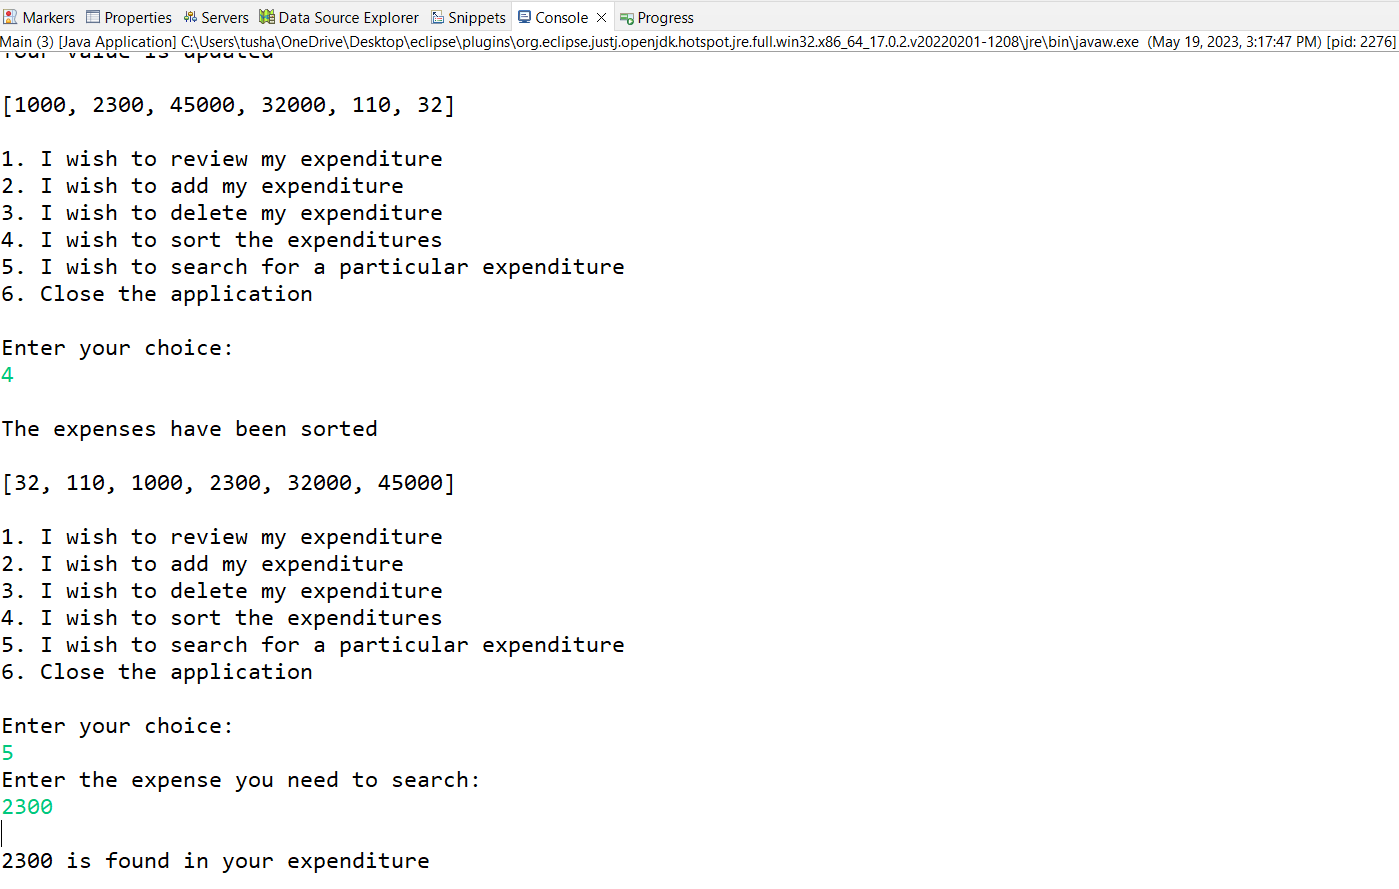 Markers Properties Servers Data Source Explorer Snippets Console Progress
Main (3) [Java Application] C:\Users\tusha\OneDrive\Desktop\eclipse\plugins\org.eclipse.justj.openjdk.hotspot.jre.full.win32.x86_64_17.0.2.v20220201-1208\jre\bin\javaw.exe (May 19, 2023, 3:17:47 PM) [pid: 2276]
Your value is updated
[1000, 2300, 45000, 32000, 110, 32]
1. I wish to review my expenditure
2. I wish to add my expenditure
3. I wish to delete my expenditure
4. I wish to sort the expenditures
5. I wish to search for a particular expenditure
6. Close the application
Enter your choice:
4
The expenses have been sorted
[32, 110, 1000, 2300, 32000, 45000]
1. I wish to review my expenditure
2. I wish to add my expenditure
3. I wish to delete my expenditure
4. I wish to sort the expenditures
5. I wish to search for a particular expenditure
6. Close the application
Enter your choice:
5
Enter the expense you need to search:
2300
2300 is found in your expenditure